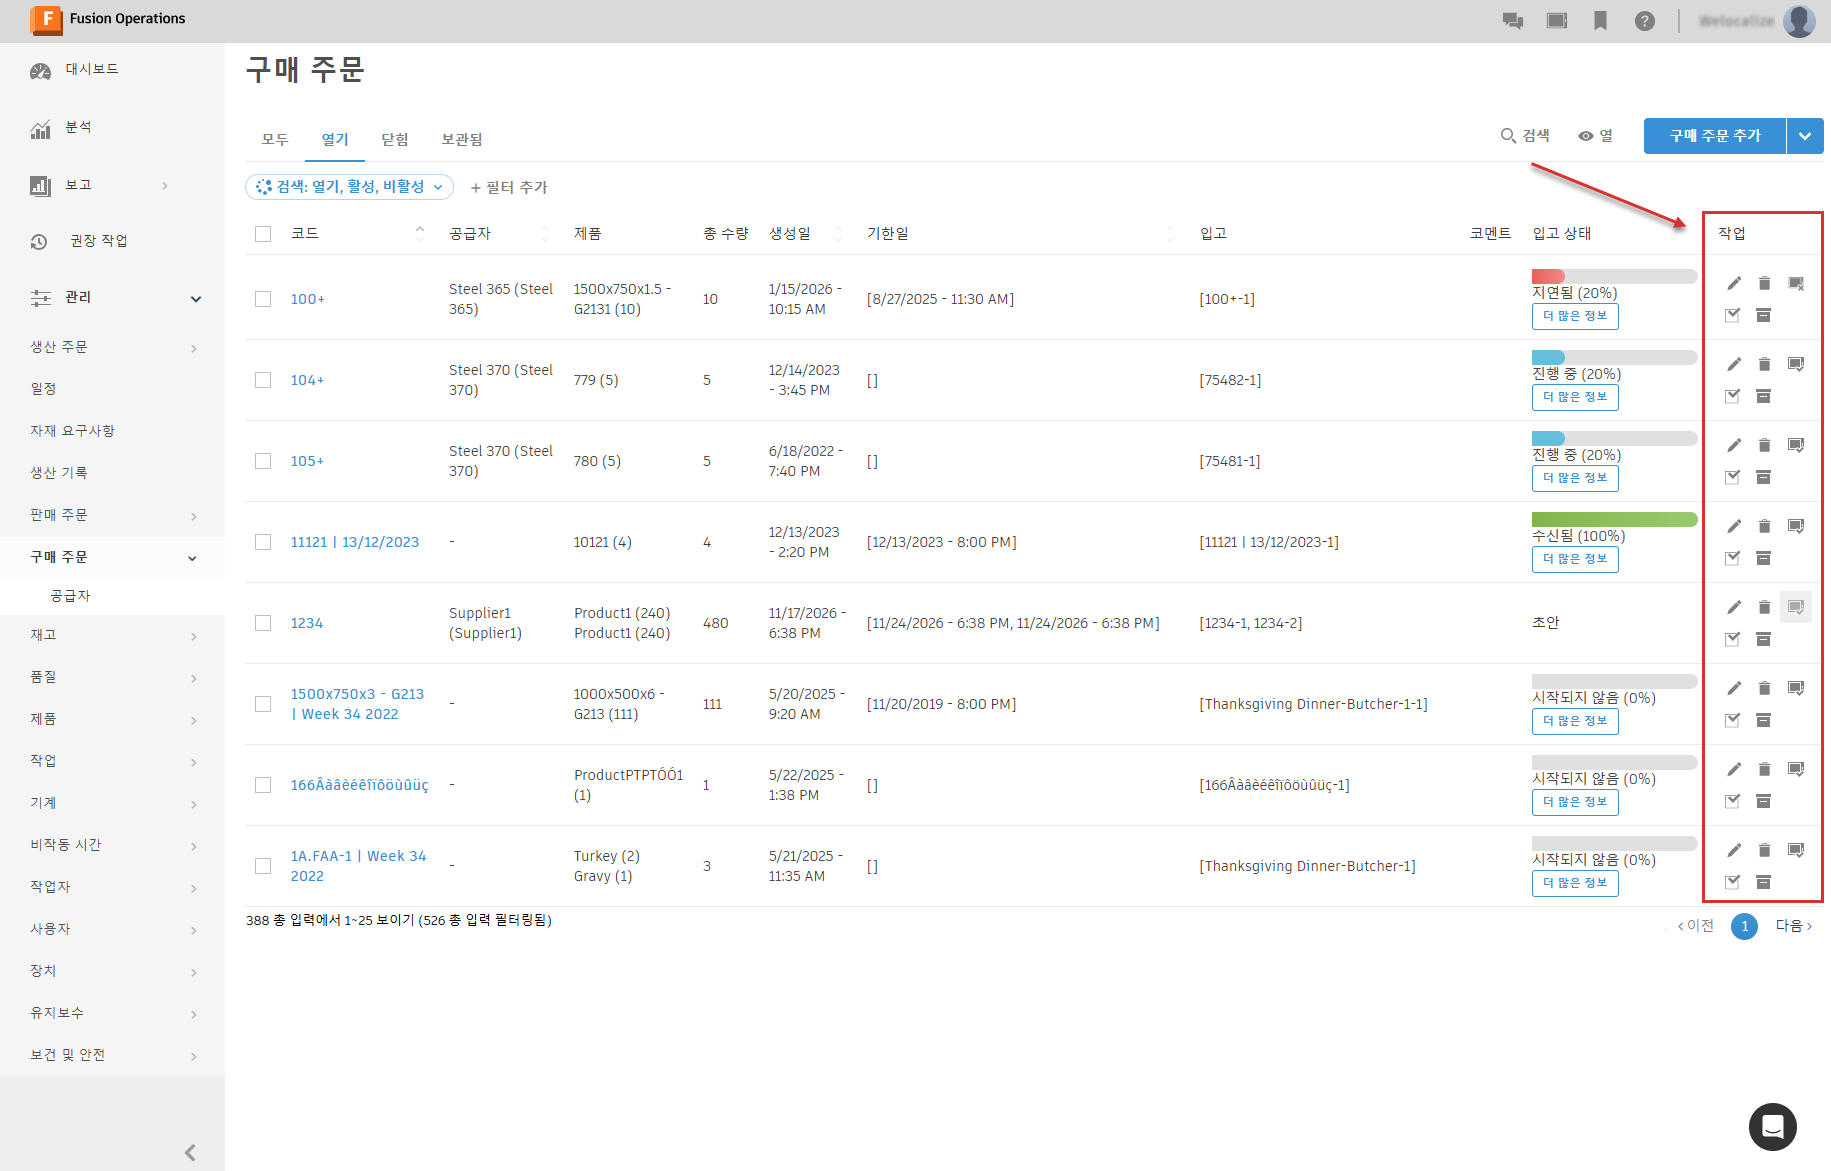 Fusion Operations
Welocalize
대시보드
분석
보고
권장 작업
관리
생산 주문
일정
자재 요구사항
생산 기록
판매 주문
구매 주문
공급자
재고
품질
제품
작업
기계
비작동 시간
작업자
사용자
장치
유지보수
보건 및 안전
구매 주문
모두 열기 닫힘 보관됨
검색 열 구매 주문 추가
검색: 열기, 활성, 비활성 + 필터 추가
코드 공급자 제품 총 수량 생성일 기한일 입고 코멘트 입고 상태 작업
100+ Steel 365 (Steel 365) 1500x750x1.5 - G2131 (10) 10 1/15/2026 - 10:15 AM [8/27/2025 - 11:30 AM] [100+-1] 지연됨 (20%) 더 많은 정보
104+ Steel 370 (Steel 370) 779 (5) 5 12/14/2023 - 3:45 PM [] [75482-1] 진행 중 (20%) 더 많은 정보
105+ Steel 370 (Steel 370) 780 (5) 5 6/18/2022 - 7:40 PM [] [75481-1] 진행 중 (20%) 더 많은 정보
11121 | 13/12/2023 - 10121 (4) 4 12/13/2023 - 2:20 PM [12/13/2023 - 8:00 PM] [11121 | 13/12/2023-1] 수신됨 (100%) 더 많은 정보
1234 Supplier1 (Supplier1) Product1 (240) Product1 (240) 480 11/17/2026 - 6:38 PM [11/24/2026 - 6:38 PM, 11/24/2026 - 6:38 PM] [1234-1, 1234-2] 초안
1500x750x3 - G213 | Week 34 2022 - 1000x500x6 - G213 (111) 111 5/20/2025 - 9:20 AM [11/20/2019 - 8:00 PM] [Thanksgiving Dinner-Butcher-1-1] 시작되지 않음 (0%) 더 많은 정보
166Âàâèéêîïôöùûüç - ProductPTPTÓÓ1 (1) 1 5/22/2025 - 1:38 PM [] [166Âàâèéêîïôöùûüç-1] 시작되지 않음 (0%) 더 많은 정보
1A.FAA-1 | Week 34 2022 - Turkey (2) Gravy (1) 3 5/21/2025 - 11:35 AM [] [Thanksgiving Dinner-Butcher-1] 시작되지 않음 (0%) 더 많은 정보
388 총 입력에서 1~25 보이기 (526 총 입력 필터링됨)
이전 1 다음